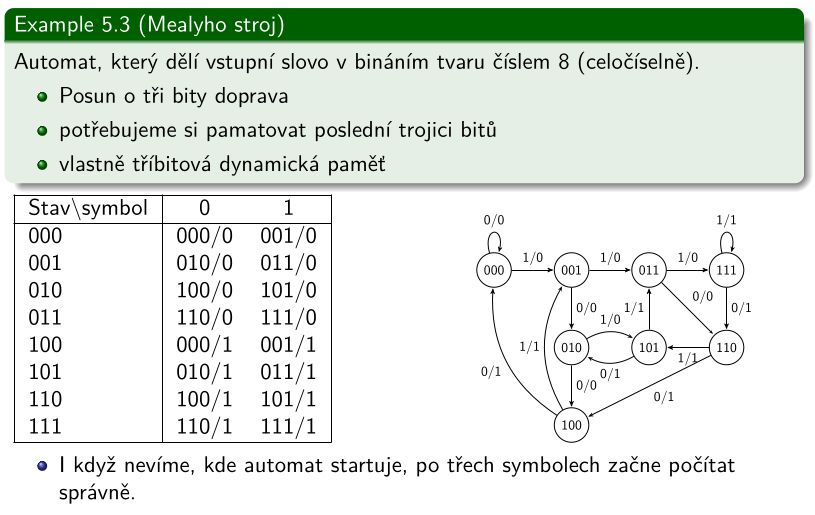 Example 5.3 (Mealyho stroj)
Automat, který dělí vstupní slovo v bináním tvaru číslem 8 (celočíselně).
Posun o tři bity doprava
potřebujeme si pamatovat poslední trojici bitů
vlastně tříbitová dynamická paměť
Stav\symbol 0 1
000 000/0 001/0
001 010/0 011/0
010 100/0 101/0
011 110/0 111/0
100 000/1 001/1
101 010/1 011/1
110 100/1 101/1
111 110/1 111/1
0/0 1/1
1/0 1/0 1/0
000 001 011 111
0/0 1/0 1/1 0/0 0/1
010 101 110
1/1 0/1 0/1 1/1
0/0 0/1
100
I když nevíme, kde automat startuje, po třech symbolech začne počítat
správně.